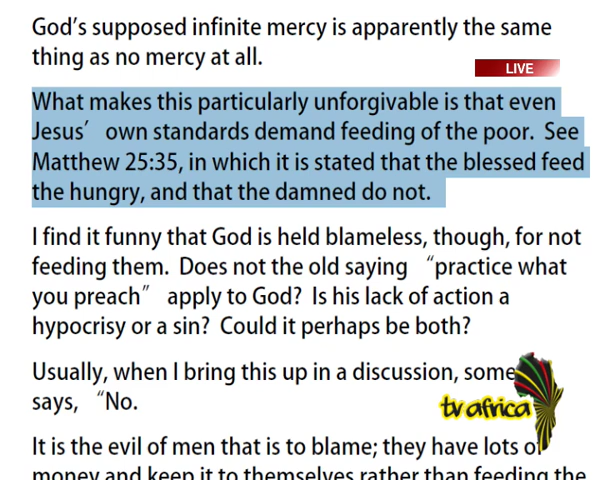 God's supposed infinite mercy is apparently the same
thing as no mercy at all.
LIVE
What makes this particularly unforgivable is that even
Jesus' own standards demand feeding of the poor. See
Matthew 25:35, in which it is stated that the blessed feed
the hungry, and that the damned do not.
I find it funny that God is held blameless, though, for not
feeding them. Does not the old saying “practice what
you preach” apply to God? Is his lack of action a
hypocrisy or a sin? Could it perhaps be both?
Usually, when I bring this up in a discussion, some
says, “No.
tv africa
It is the evil of men that is to blame; they have lots of
money and keep it to themselves rather than feeding the